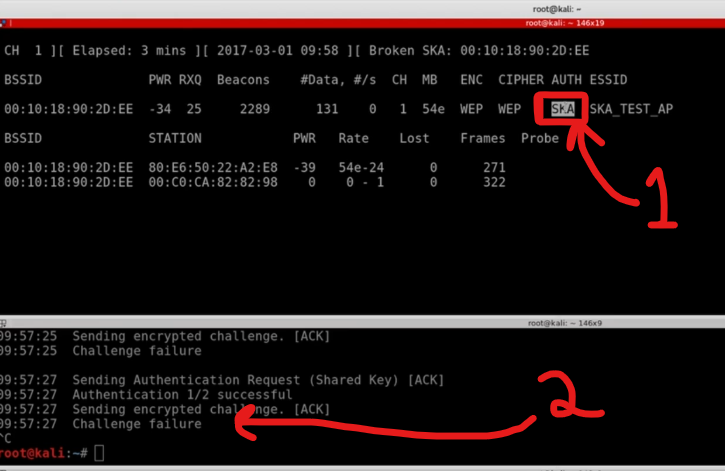 root@kali: ~
root@kali: ~ 146x19
CH 1 ][ Elapsed: 3 mins ][ 2017-03-01 09:58 ][ Broken SKA: 00:10:18:90:2D:EE
BSSID PWR RXQ Beacons #Data, #/s CH MB ENC CIPHER AUTH ESSID
00:10:18:90:2D:EE -34 25 2289 131 0 1 54e WEP WEP SKA SKA_TEST_AP
BSSID STATION PWR Rate Lost Frames Probe
00:10:18:90:2D:EE 80:E6:50:22:A2:E8 -39 54e-24 0 271
00:10:18:90:2D:EE 00:C0:CA:82:82:98 0 0 - 1 0 322
1
root@kali: ~ 146x9
09:57:25 Sending encrypted challenge. [ACK]
09:57:25 Challenge failure
09:57:27 Sending Authentication Request (Shared Key) [ACK]
09:57:27 Authentication 1/2 successful
09:57:27 Sending encrypted challenge. [ACK]
09:57:27 Challenge failure
2
^C
root@kali:~#